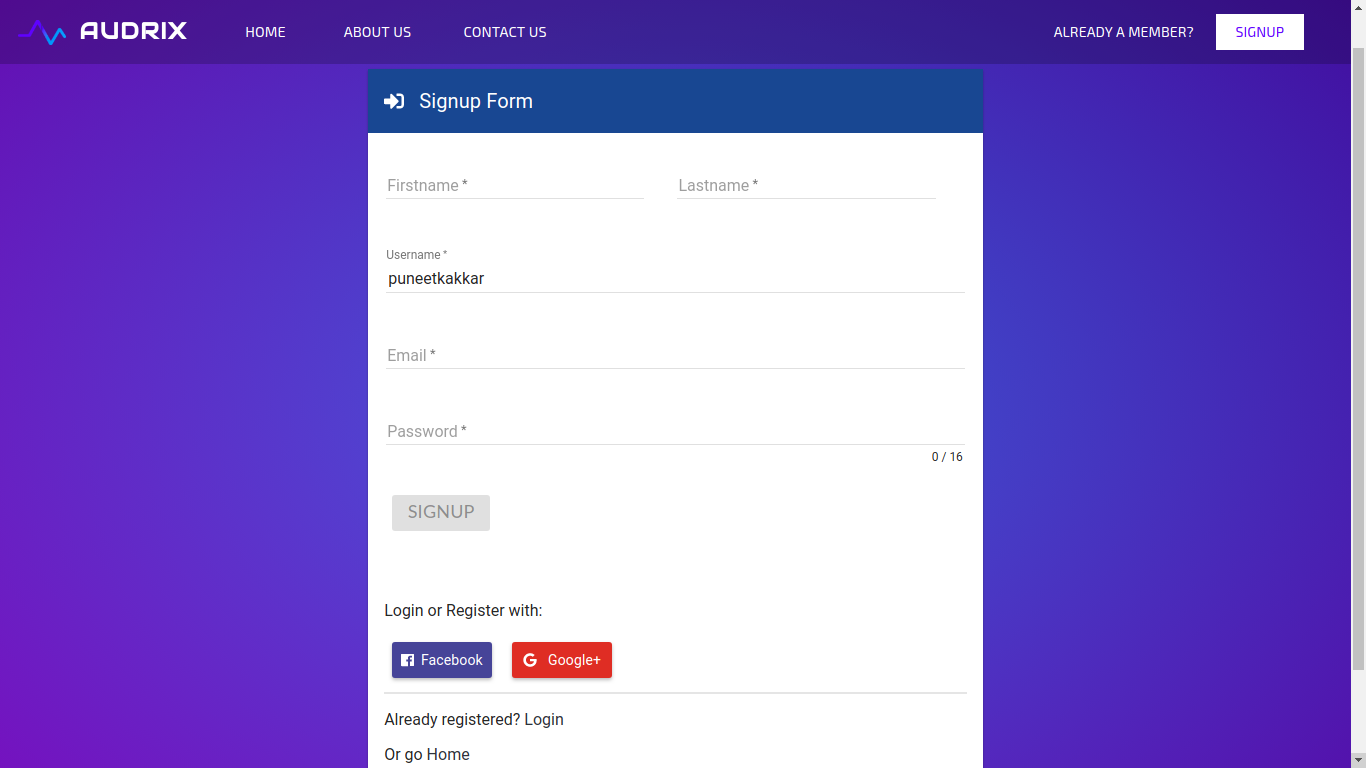 AUDRIX HOME ABOUT US CONTACT US ALREADY A MEMBER? SIGNUP
Signup Form
Firstname * Lastname *
Username *
puneetkakkar
Email *
Password *
0 / 16
SIGNUP
Login or Register with:
Facebook Google+
Already registered? Login
Or go Home